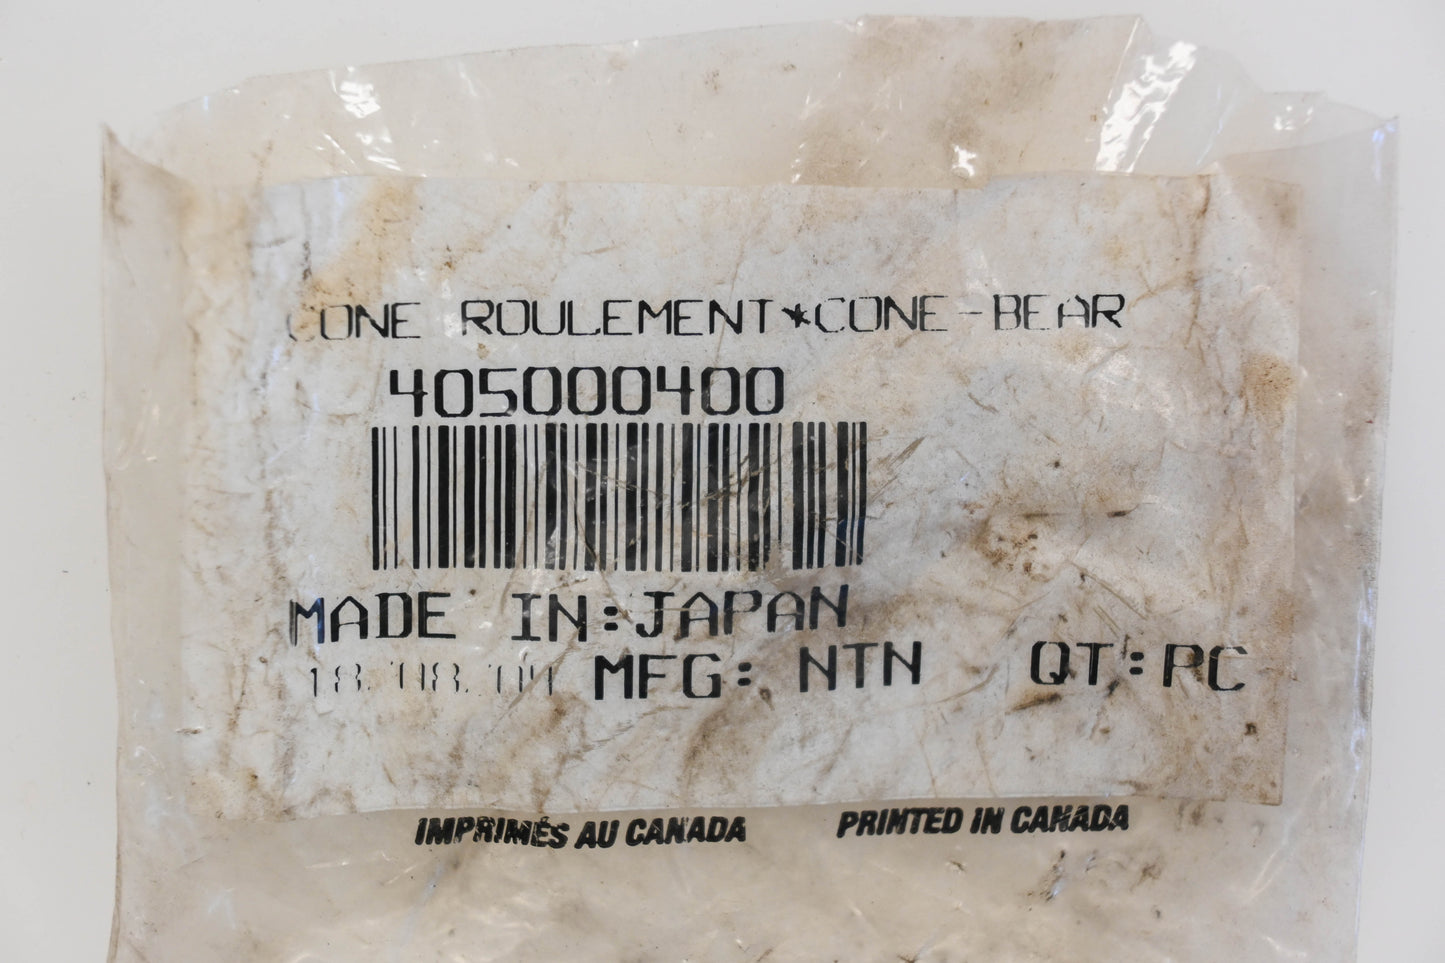 CONE ROULEMENT*CONE-BEAR
405000400
MADE IN:JAPAN
MFG: NTN QT:PC
IMPRIMÉS AU CANADA PRINTED IN CANADA